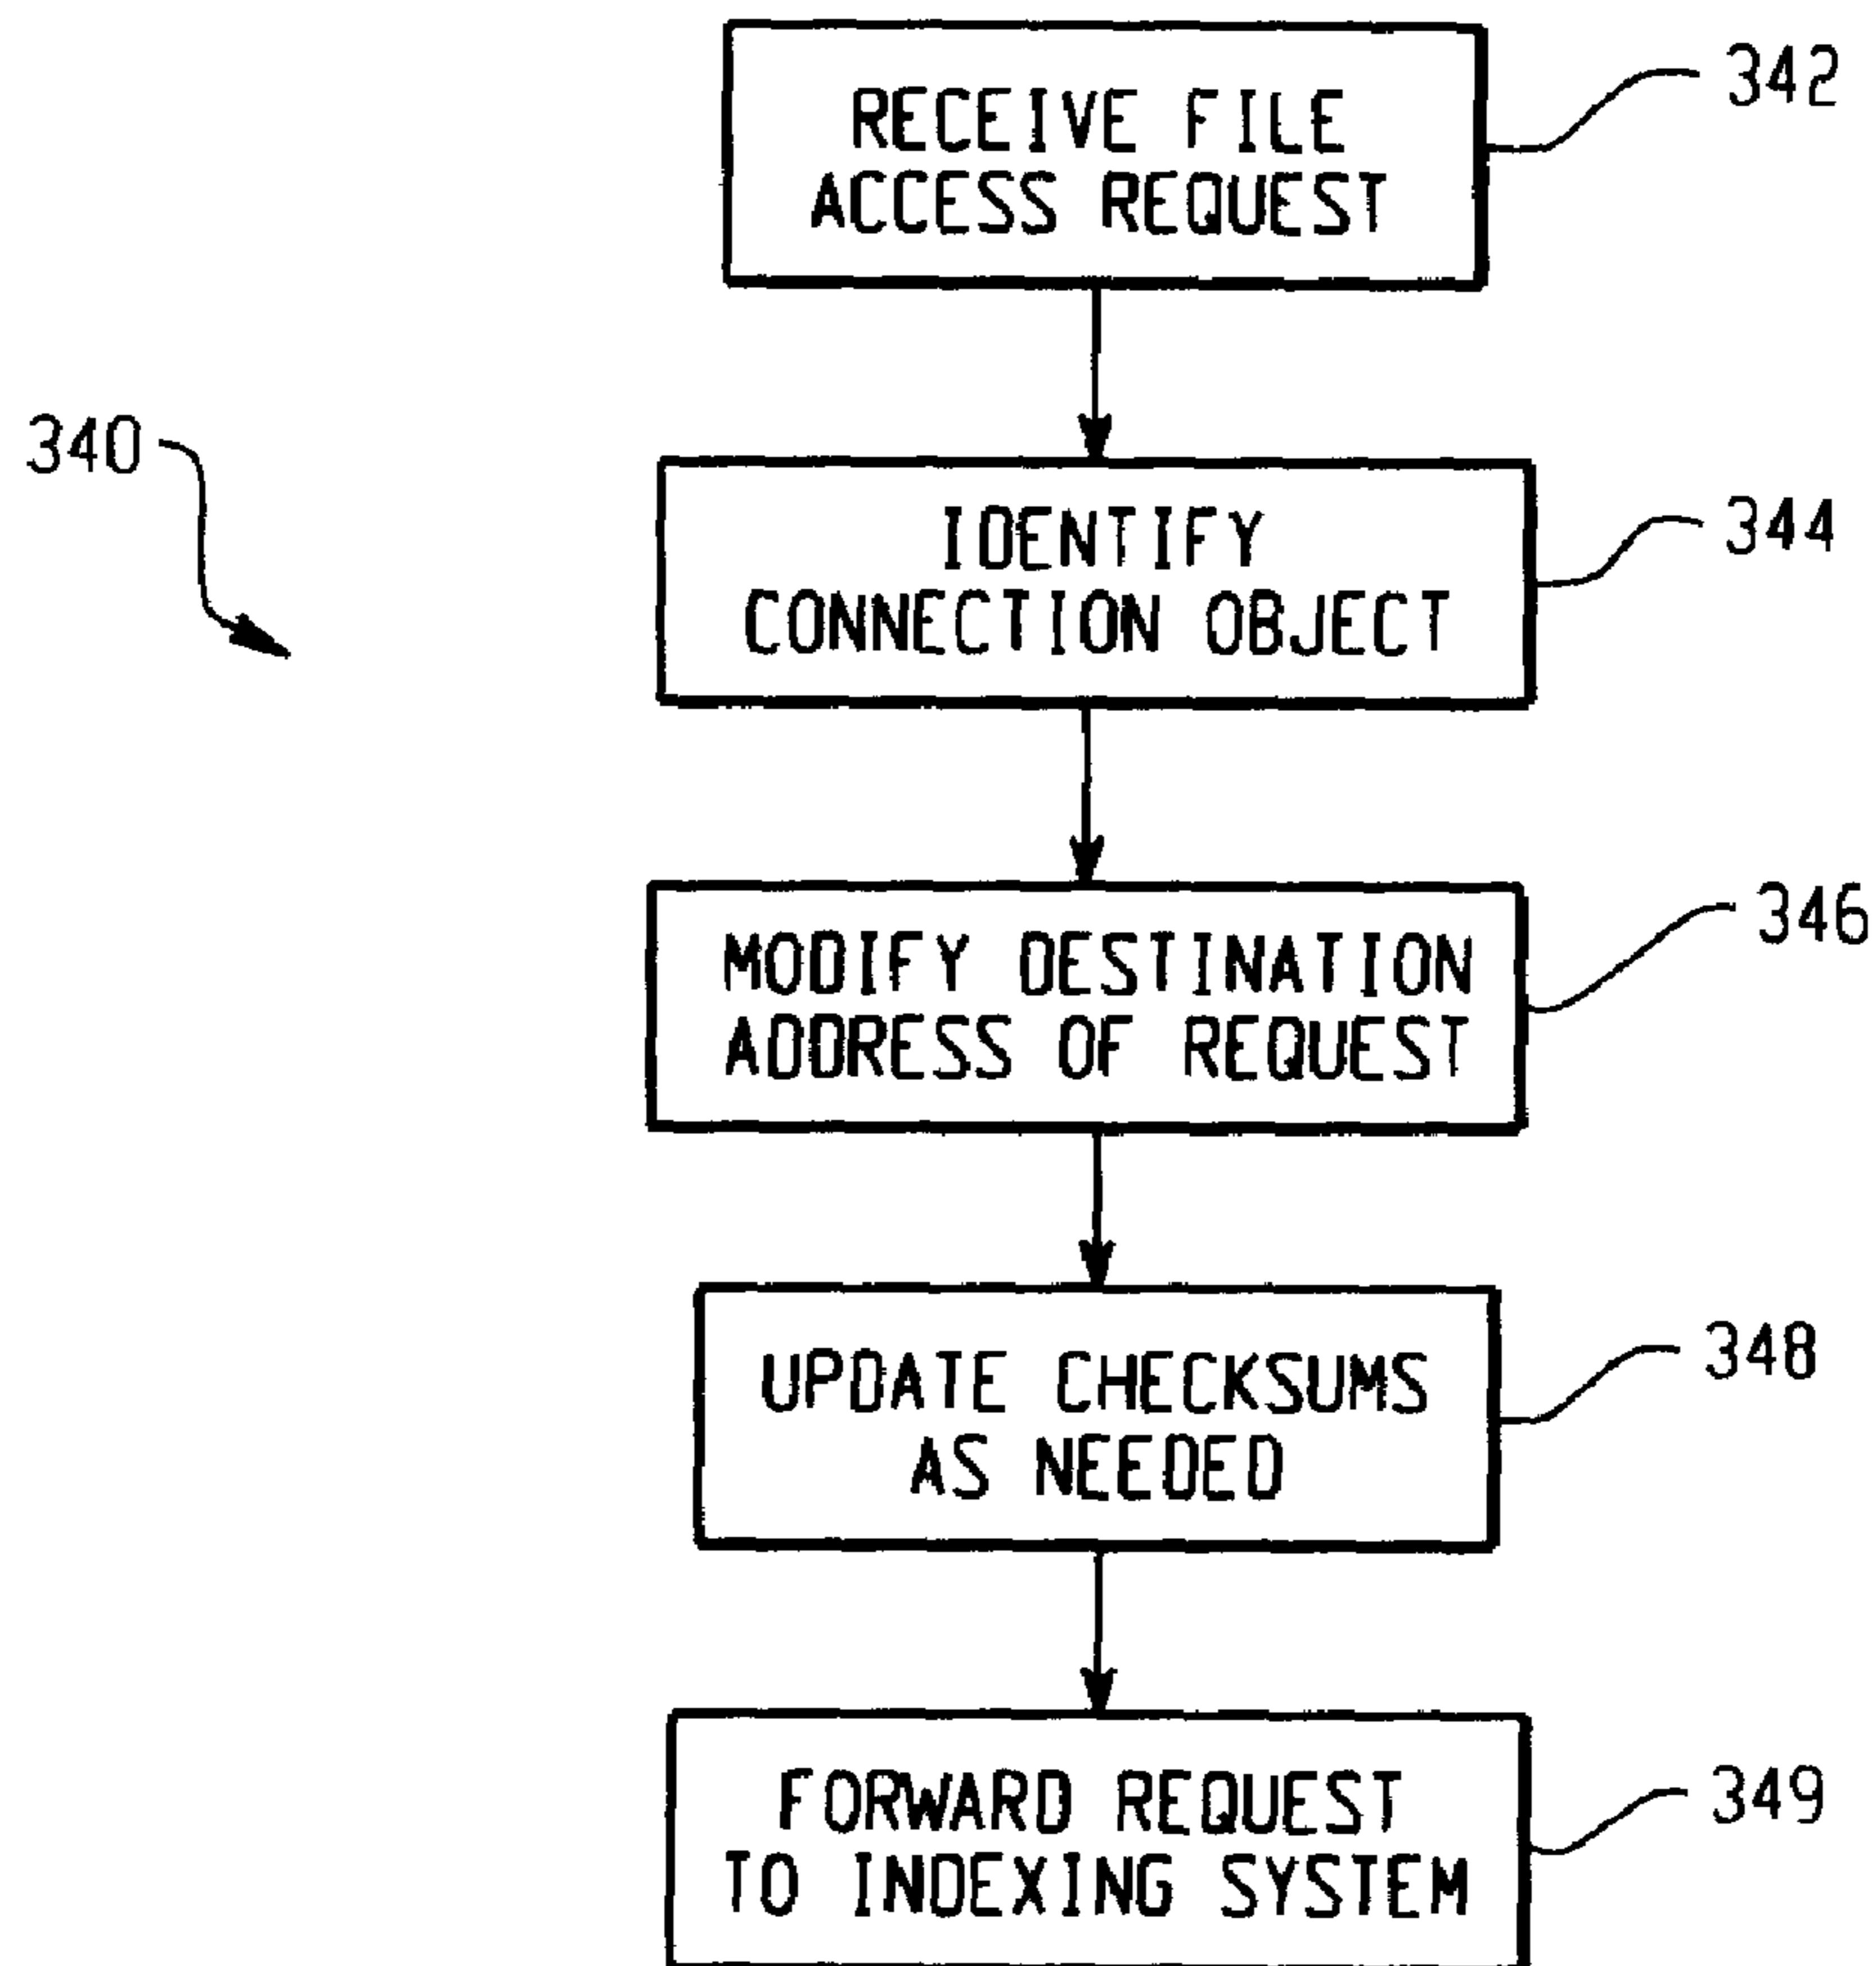 RECEIVE FILE
ACCESS REQUEST
342
340
IDENTIFY
CONNECTION OBJECT
344
MODIFY DESTINATION
ADDRESS OF REQUEST
346
UPDATE CHECKSUMS
AS NEEDED
348
FORWARD REQUEST
TO INDEXING SYSTEM
349